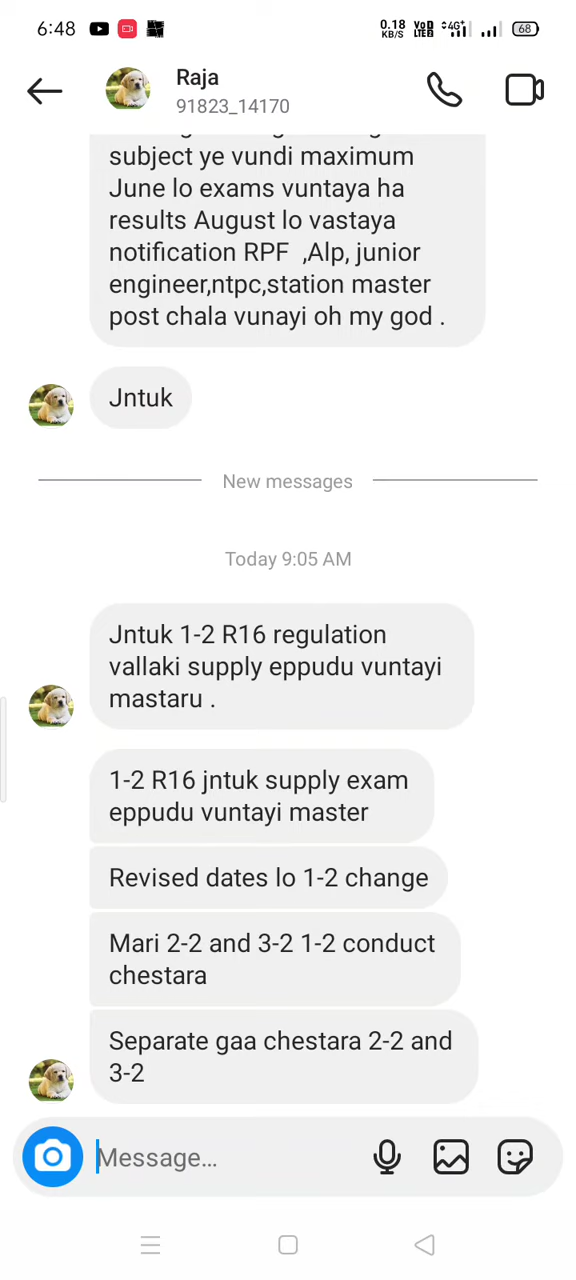 6:48
0.18
KB/S
VoD
LTE2
4G+
68
Raja
91823_14170
subject ye vundi maximum
June lo exams vuntaya ha
results August lo vastaya
notification RPF ,Alp, junior
engineer,ntpc,station master
post chala vunayi oh my god .
Jntuk
New messages
Today 9:05 AM
Jntuk 1-2 R16 regulation
vallaki supply eppudu vuntayi
mastaru .
1-2 R16 jntuk supply exam
eppudu vuntayi master
Revised dates lo 1-2 change
Mari 2-2 and 3-2 1-2 conduct
chestara
Separate gaa chestara 2-2 and
3-2
Message...